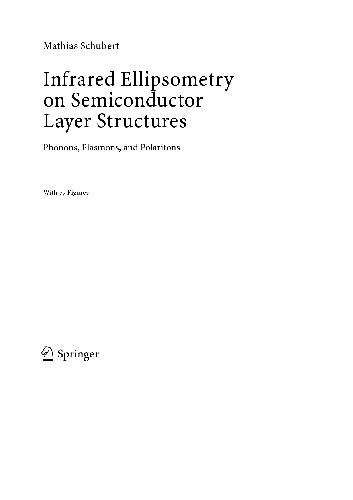 Mathias Schubert
Infrared Ellipsometry
on Semiconductor
Layer Structures
Phonons, Plasmons, and Polaritons
With Figures
Springer